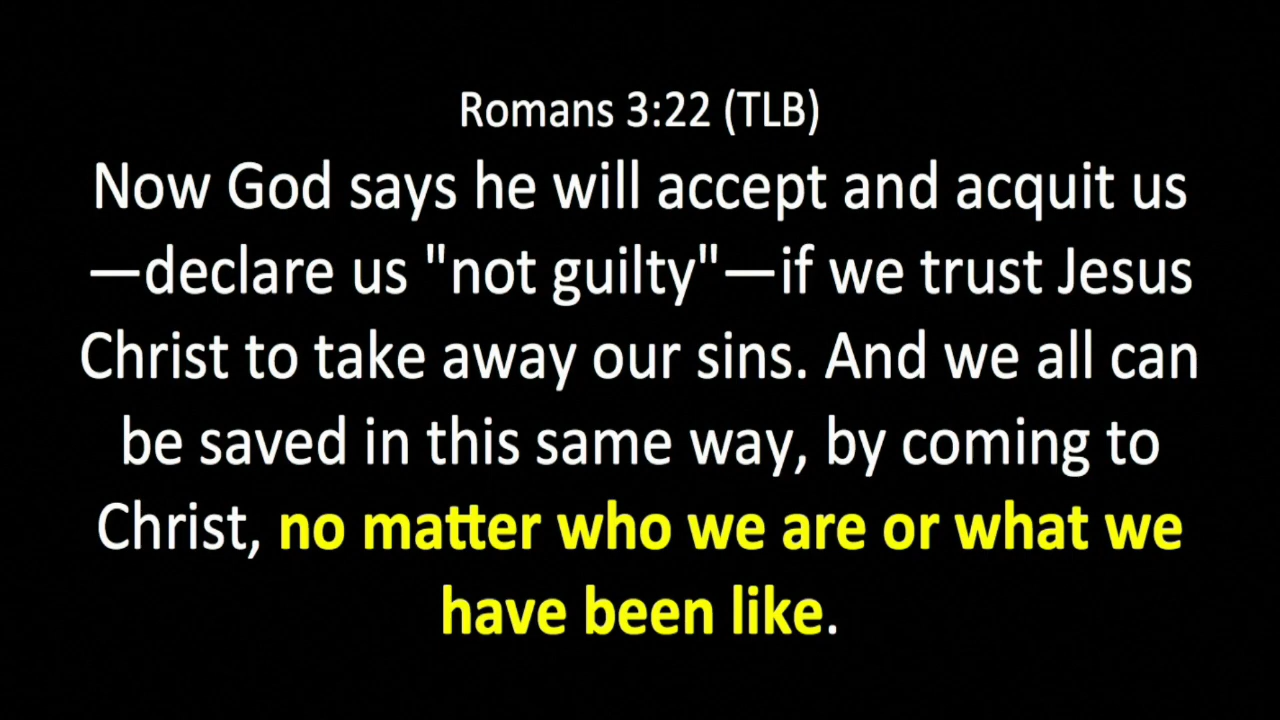 Romans 3:22 (TLB)
Now God says he will accept and acquit us
—declare us "not guilty"—if we trust Jesus
Christ to take away our sins. And we all can
be saved in this same way, by coming to
Christ, no matter who we are or what we
have been like.